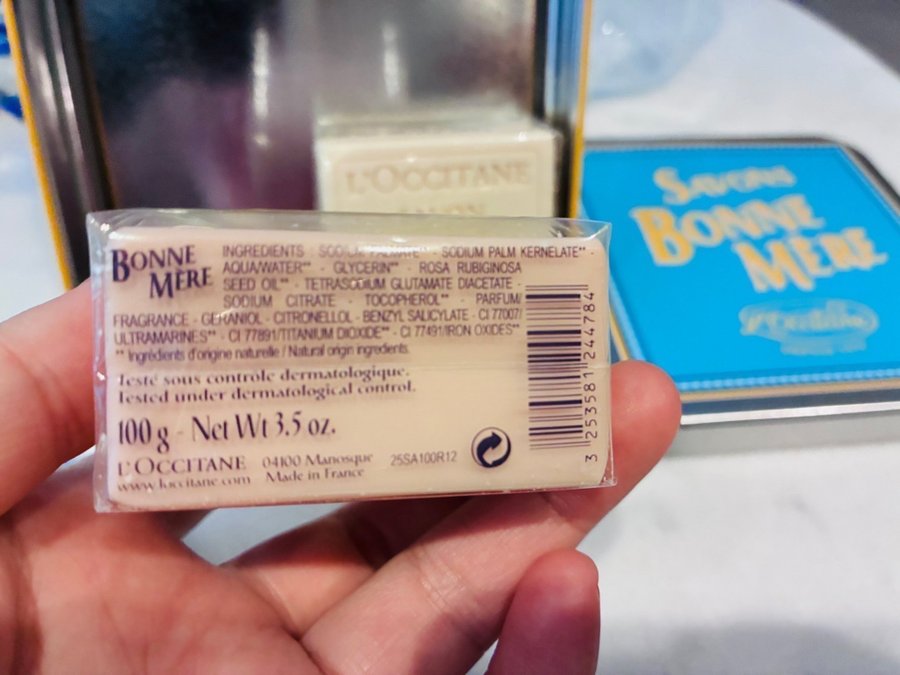 L'OCCITANE
SAVONS
BONNE
MÈRE
L'Occitane
BONNE
MÈRE
INGREDIENTS : SODIUM PALMATE** · SODIUM PALM KERNELATE** ·
AQUA/WATER** · GLYCERIN** · ROSA RUBIGINOSA
SEED OIL** · TETRASODIUM GLUTAMATE DIACETATE ·
SODIUM CITRATE · TOCOPHEROL** · PARFUM/
FRAGRANCE · GERANIOL · CITRONELLOL · BENZYL SALICYLATE · CI 77007/
ULTRAMARINES** · CI 77891/TITANIUM DIOXIDE** · CI 77491/IRON OXIDES**
** Ingrédients d'origine naturelle / Natural origin ingredients.
Testé sous controle dermatologique.
Tested under dermatological control.
100 g - Net Wt 3.5 oz.
L'OCCITANE 04100 Manosque 25SA100R12
www.loccitane.com Made in France
3 253581 244784